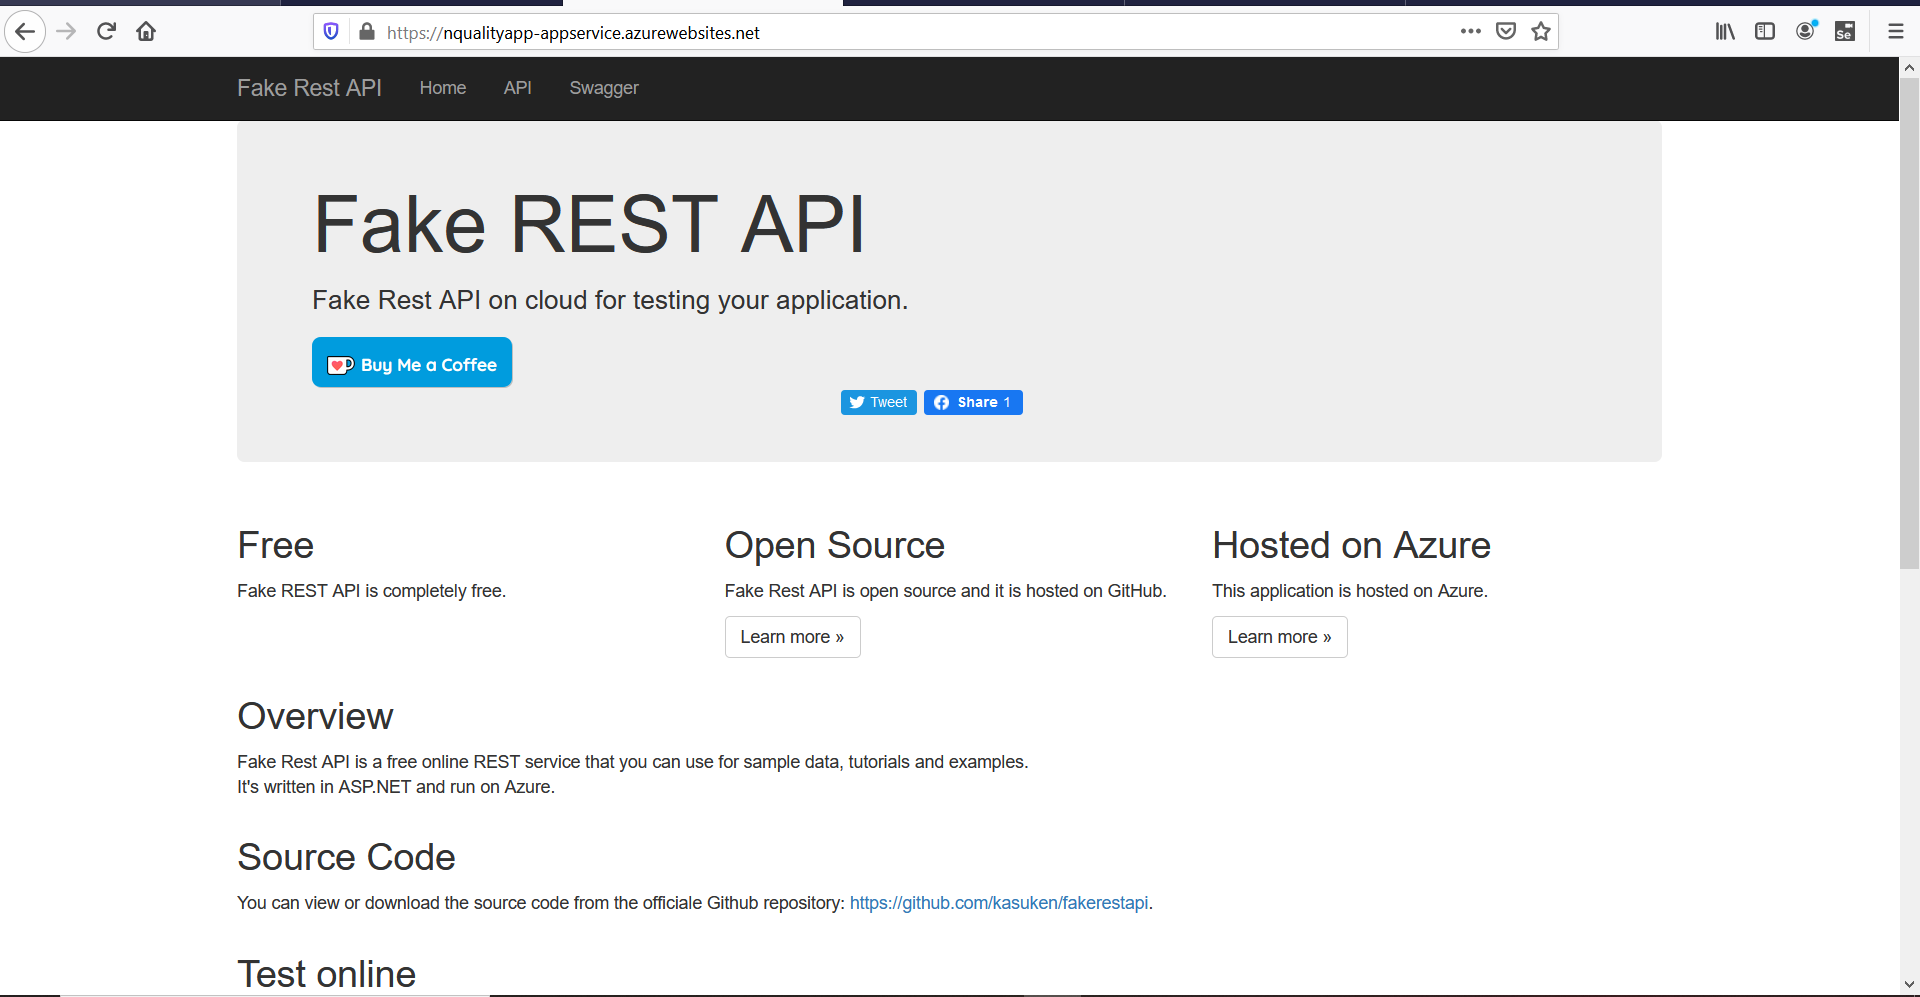 https://nqualityapp-appservice.azurewebsites.net
Se
Fake Rest API Home API Swagger
Fake REST API
Fake Rest API on cloud for testing your application.
Buy Me a Coffee
Tweet Share 1
Free
Fake REST API is completely free.
Open Source
Fake Rest API is open source and it is hosted on GitHub.
Learn more »
Hosted on Azure
This application is hosted on Azure.
Learn more »
Overview
Fake Rest API is a free online REST service that you can use for sample data, tutorials and examples.
It's written in ASP.NET and run on Azure.
Source Code
You can view or download the source code from the officiale Github repository: https://github.com/kasuken/fakerestapi.
Test online